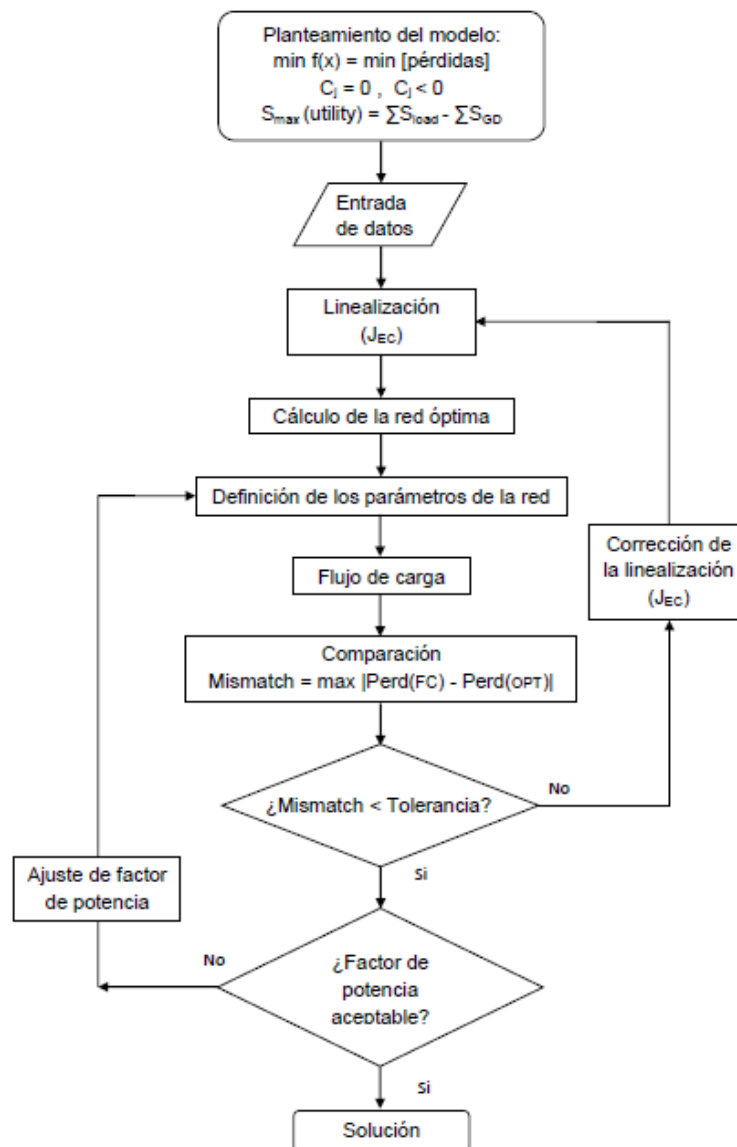 Planteamiento del modelo:
min f(x) = min [pérdidas]
Cⱼ = 0 , Cⱼ < 0
Smax (utility) = ∑Sload - ∑SGD
Entrada
de datos
Linealización
(JEC)
Cálculo de la red óptima
Definición de los parámetros de la red
Flujo de carga
Corrección de
la linealización
(JEC)
Comparación
Mismatch = max |Perd(FC) - Perd(OPT)|
¿Mismatch < Tolerancia?
No
Si
Ajuste de factor
de potencia
No
¿Factor de
potencia
aceptable?
Si
Solución